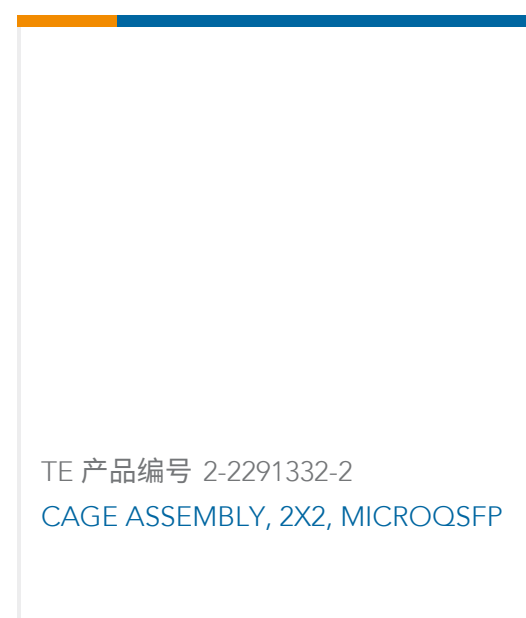 TE 产品编号 2-2291332-2
CAGE ASSEMBLY, 2X2, MICROQSFP